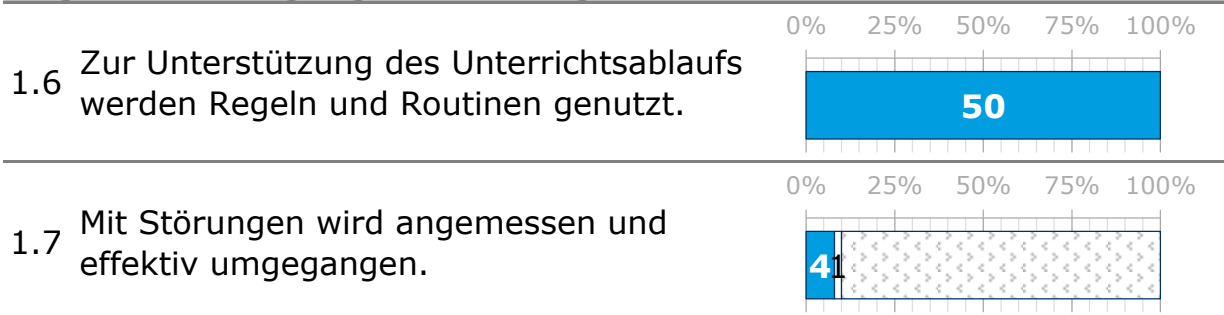 0% 25% 50% 75% 100%
1.6 Zur Unterstützung des Unterrichtsablaufs
werden Regeln und Routinen genutzt.
50
0% 25% 50% 75% 100%
1.7 Mit Störungen wird angemessen und
effektiv umgegangen.
4 1